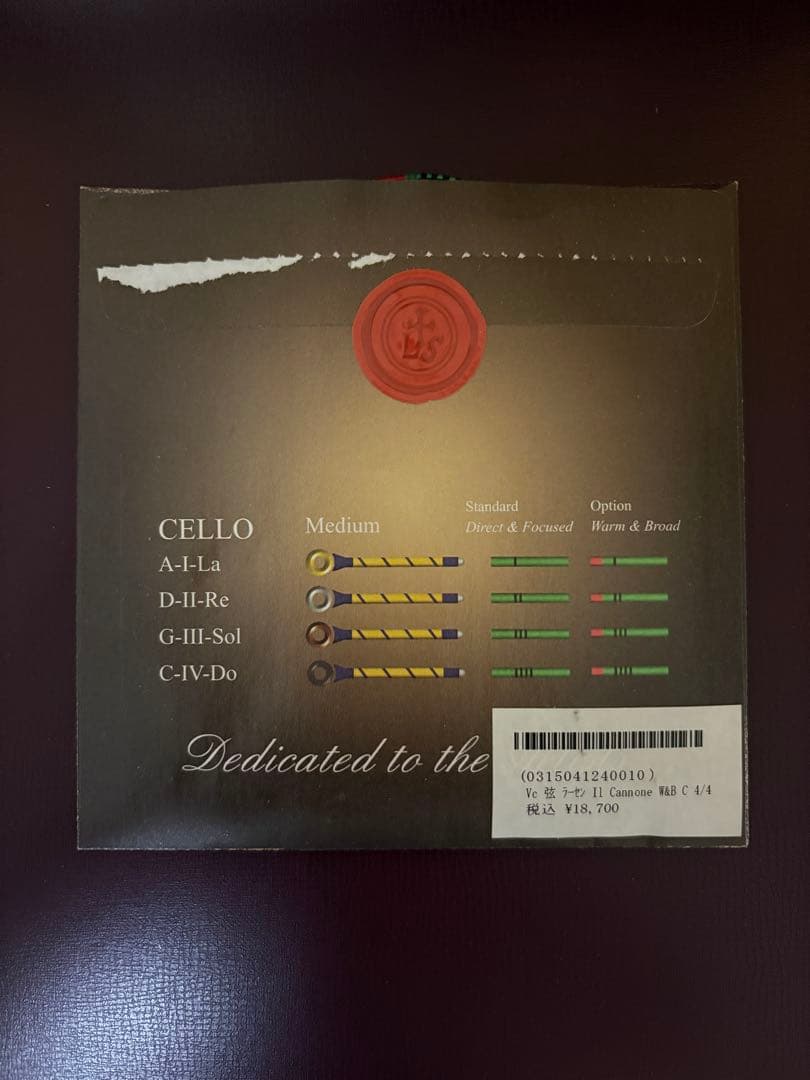 LS
Standard
Option
CELLO
Medium
Direct & Focused
Warm & Broad
A-I-La
D-II-Re
G-III-Sol
C-IV-Do
Dedicated to the
(0315041240010)
Vc 弦 ラーセン Il Cannone W&B C 4/4
税込 ¥18,700